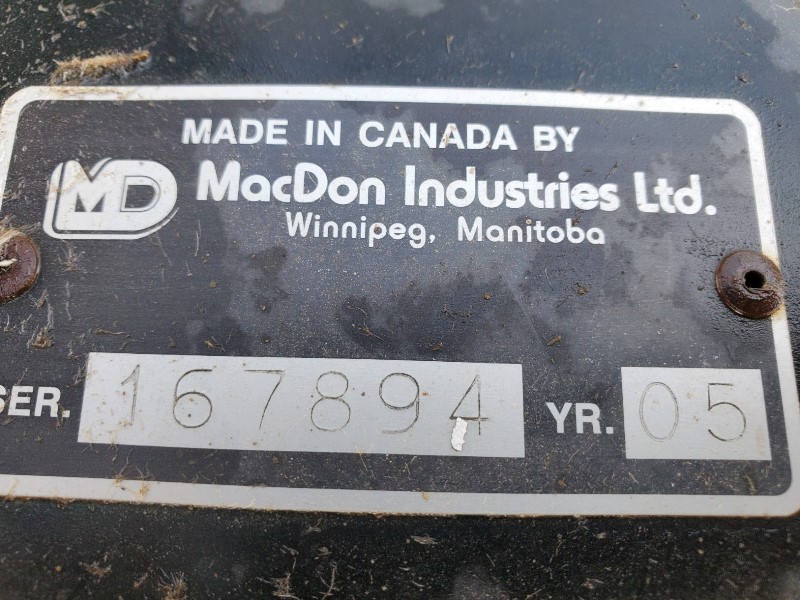 MADE IN CANADA BY
MD MacDon Industries Ltd.
Winnipeg, Manitoba
SER. 167894 YR. 05